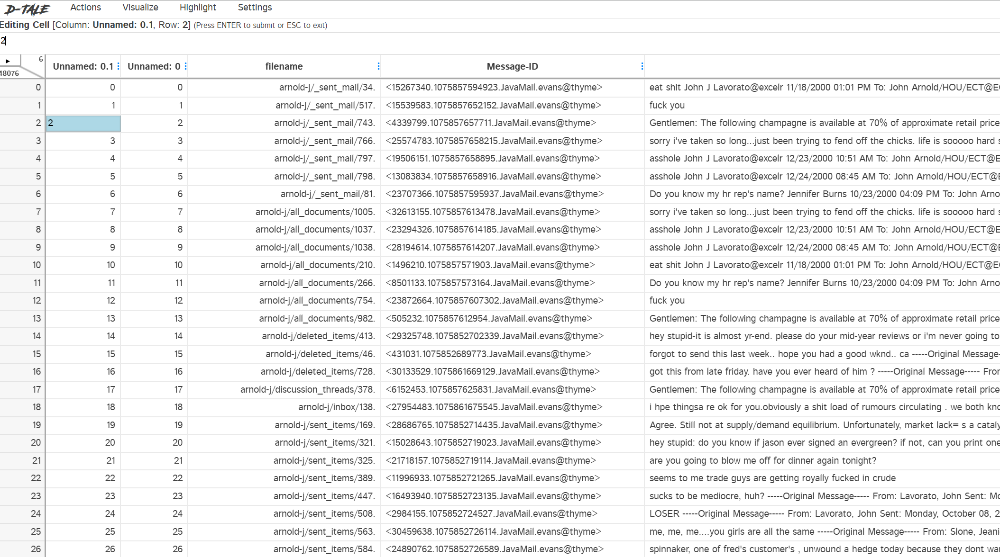 D-TALE Actions Visualize Highlight Settings
Editing Cell [Column: Unnamed: 0.1, Row: 2] (Press ENTER to submit or ESC to exit)
2
6
48076
Unnamed: 0.1 Unnamed: 0 filename Message-ID
0 0 0 arnold-j/_sent_mail/34. <15267340.1075857594923.JavaMail.evans@thyme> eat shit John J Lavorato@excelr 11/18/2000 01:01 PM To: John Arnold/HOU/ECT@E
1 1 1 arnold-j/_sent_mail/517. <15539583.1075857652152.JavaMail.evans@thyme> fuck you
2 2 2 arnold-j/_sent_mail/743. <4339799.1075857657711.JavaMail.evans@thyme> Gentlemen: The following champagne is available at 70% of approximate retail price
3 3 3 arnold-j/_sent_mail/766. <25574783.1075857658215.JavaMail.evans@thyme> sorry i've taken so long...just been trying to fend off the chicks. life is sooooo hard s
4 4 4 arnold-j/_sent_mail/797. <19506151.1075857658895.JavaMail.evans@thyme> asshole John J Lavorato@excelr 12/23/2000 10:51 AM To: John Arnold/HOU/ECT@E
5 5 5 arnold-j/_sent_mail/798. <13083834.1075857658916.JavaMail.evans@thyme> asshole John J Lavorato@excelr 12/24/2000 08:45 AM To: John Arnold/HOU/ECT@E
6 6 6 arnold-j/_sent_mail/81. <23707366.1075857595937.JavaMail.evans@thyme> Do you know my hr rep's name? Jennifer Burns 10/23/2000 04:09 PM To: John Arno
7 7 7 arnold-j/all_documents/1005. <32613155.1075857613478.JavaMail.evans@thyme> sorry i've taken so long...just been trying to fend off the chicks. life is sooooo hard s
8 8 8 arnold-j/all_documents/1037. <23294326.1075857614185.JavaMail.evans@thyme> asshole John J Lavorato@excelr 12/23/2000 10:51 AM To: John Arnold/HOU/ECT@E
9 9 9 arnold-j/all_documents/1038. <28194614.1075857614207.JavaMail.evans@thyme> asshole John J Lavorato@excelr 12/24/2000 08:45 AM To: John Arnold/HOU/ECT@E
10 10 10 arnold-j/all_documents/210. <1496210.1075857571903.JavaMail.evans@thyme> eat shit John J Lavorato@excelr 11/18/2000 01:01 PM To: John Arnold/HOU/ECT@E
11 11 11 arnold-j/all_documents/266. <8501133.1075857573164.JavaMail.evans@thyme> Do you know my hr rep's name? Jennifer Burns 10/23/2000 04:09 PM To: John Arno
12 12 12 arnold-j/all_documents/754. <23872664.1075857607302.JavaMail.evans@thyme> fuck you
13 13 13 arnold-j/all_documents/982. <505232.1075857612954.JavaMail.evans@thyme> Gentlemen: The following champagne is available at 70% of approximate retail price
14 14 14 arnold-j/deleted_items/413. <29325748.1075852702339.JavaMail.evans@thyme> hey stupid-it is almost yr-end. please do your mid-year reviews or i'm never going to
15 15 15 arnold-j/deleted_items/46. <431031.1075852689773.JavaMail.evans@thyme> forgot to send this last week.. hope you had a good wknd.. ca -----Original Message-
16 16 16 arnold-j/deleted_items/728. <30133529.1075861669129.JavaMail.evans@thyme> got this from late friday. have you ever heard of him ? -----Original Message----- Fror
17 17 17 arnold-j/discussion_threads/378. <6152453.1075857625831.JavaMail.evans@thyme> Gentlemen: The following champagne is available at 70% of approximate retail price
18 18 18 arnold-j/inbox/138. <27954483.1075861675545.JavaMail.evans@thyme> i hpe thingsa re ok for you.obviously a shit load of rumours circulating . we both kno
19 19 19 arnold-j/sent_items/169. <28686765.1075852714435.JavaMail.evans@thyme> Agree. Still not at supply/demand equilibrium. Unfortunately, market lack= s a cataly
20 20 20 arnold-j/sent_items/321. <15028643.1075852719023.JavaMail.evans@thyme> hey stupid: do you know if jason ever signed an evergreen? if not, can you print one
21 21 21 arnold-j/sent_items/325. <21718157.1075852719114.JavaMail.evans@thyme> are you going to blow me off for dinner again tonight?
22 22 22 arnold-j/sent_items/389. <11996933.1075852721265.JavaMail.evans@thyme> seems to me trade guys are getting royally fucked in crude
23 23 23 arnold-j/sent_items/447. <16493940.1075852723135.JavaMail.evans@thyme> sucks to be mediocre, huh? -----Original Message----- From: Lavorato, John Sent: Mo
24 24 24 arnold-j/sent_items/508. <2984155.1075852724527.JavaMail.evans@thyme> LOSER -----Original Message----- From: Lavorato, John Sent: Monday, October 08, 2
25 25 25 arnold-j/sent_items/563. <30459638.1075852726114.JavaMail.evans@thyme> me, me, me....you girls are all the same -----Original Message----- From: Slone, Jeani
26 26 26 arnold-j/sent_items/584. <24890762.1075852726589.JavaMail.evans@thyme> spinnaker, one of fred's customer's , unwound a hedge today because they dont wa